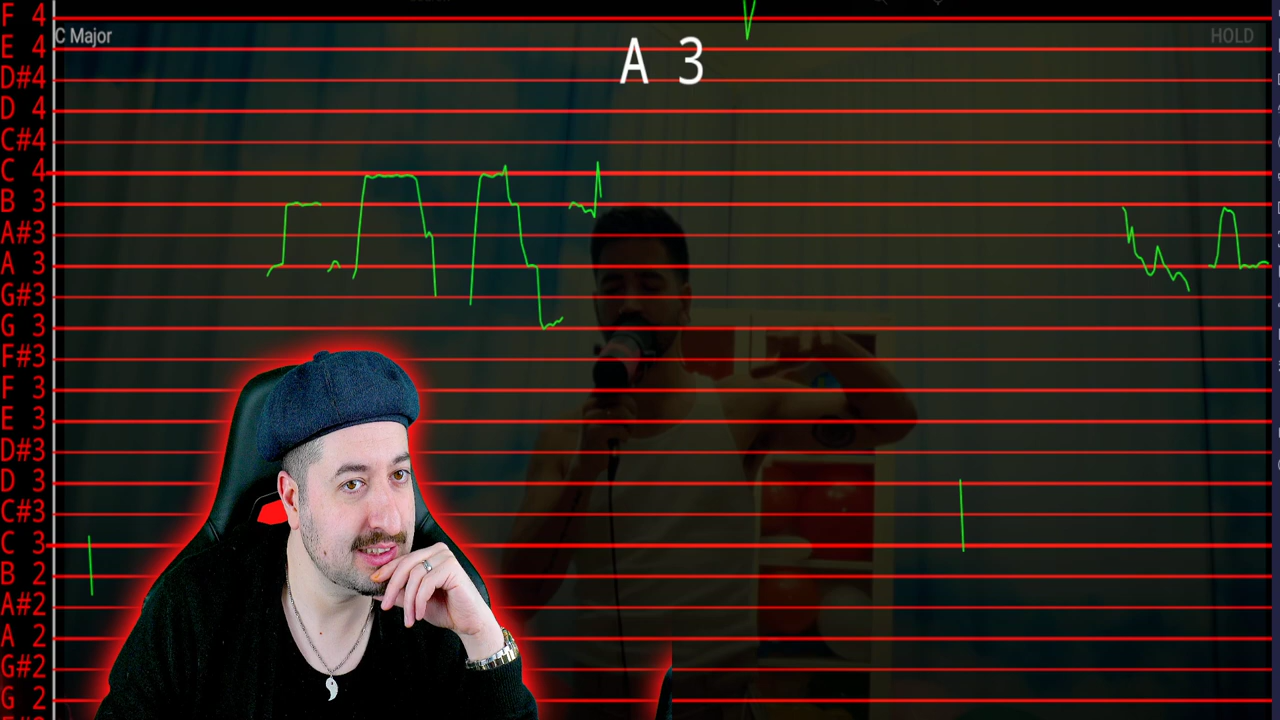 F 4
C Major
HOLD
E 4
A 3
D#4
D 4
C#4
C 4
B 3
A#3
A 3
G#3
G 3
F#3
F 3
E 3
D#3
D 3
C#3
C 3
B 2
A#2
A 2
G#2
G 2